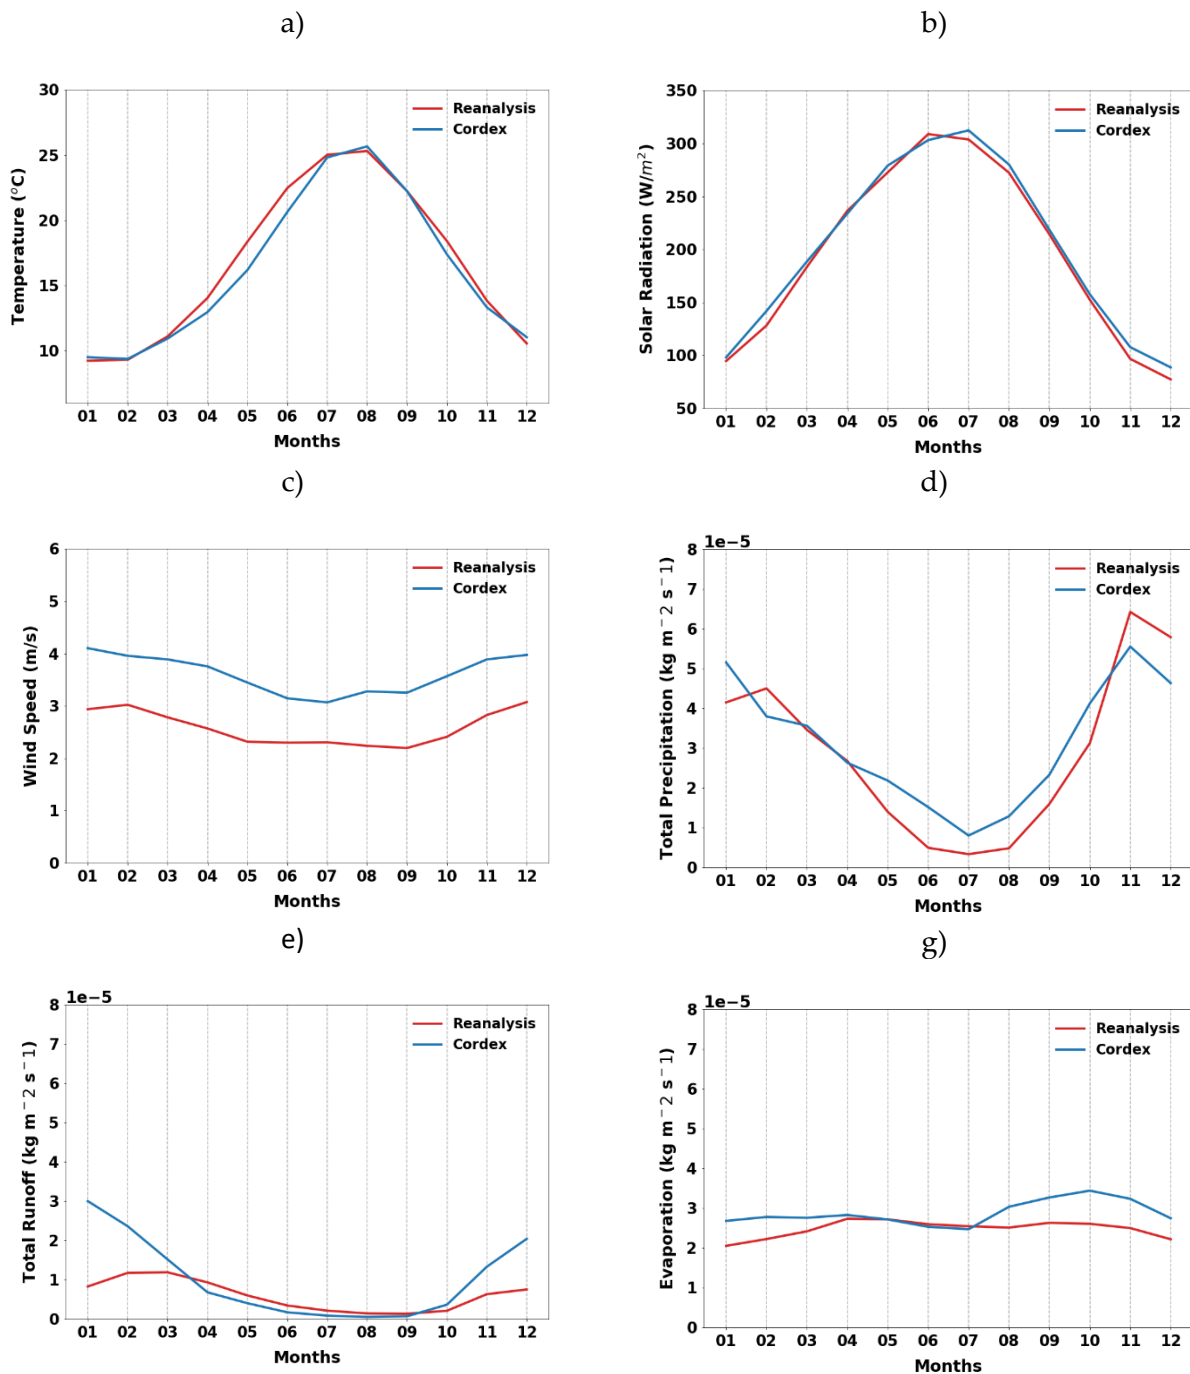 a)
30
25
20
15
10
Temperature (°C)
Reanalysis
Cordex
01 02 03 04 05 06 07 08 09 10 11 12
Months
b)
350
300
250
200
150
100
50
Solar Radiation (W/m²)
Reanalysis
Cordex
01 02 03 04 05 06 07 08 09 10 11 12
Months
c)
6
5
4
3
2
1
0
Wind Speed (m/s)
Reanalysis
Cordex
01 02 03 04 05 06 07 08 09 10 11 12
Months
d)
1e−5
8
7
6
5
4
3
2
1
0
Total Precipitation (kg m⁻2 s⁻1)
Reanalysis
Cordex
01 02 03 04 05 06 07 08 09 10 11 12
Months
e)
1e−5
8
7
6
5
4
3
2
1
0
Total Runoff (kg m⁻2 s⁻1)
Reanalysis
Cordex
01 02 03 04 05 06 07 08 09 10 11 12
Months
g)
1e−5
8
7
6
5
4
3
2
1
0
Evaporation (kg m⁻2 s⁻1)
Reanalysis
Cordex
01 02 03 04 05 06 07 08 09 10 11 12
Months